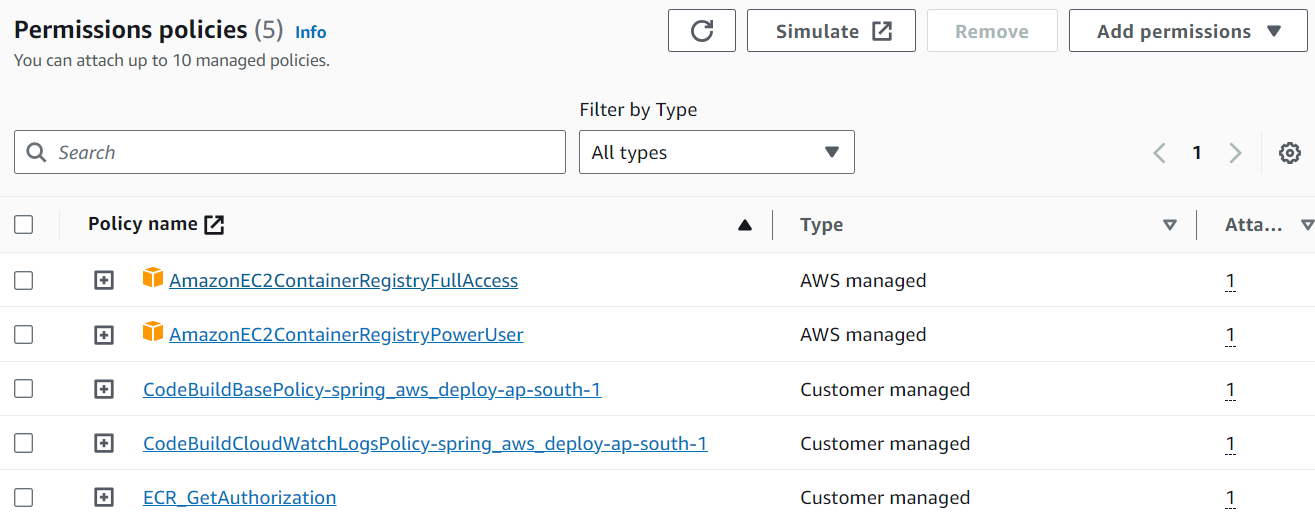 Permissions policies (5) Info
You can attach up to 10 managed policies.
Simulate
Remove
Add permissions
Filter by Type
Search
All types
1
Policy name
Type
Atta...
AmazonEC2ContainerRegistryFullAccess AWS managed 1
AmazonEC2ContainerRegistryPowerUser AWS managed 1
CodeBuildBasePolicy-spring_aws_deploy-ap-south-1 Customer managed 1
CodeBuildCloudWatchLogsPolicy-spring_aws_deploy-ap-south-1 Customer managed 1
ECR_GetAuthorization Customer managed 1